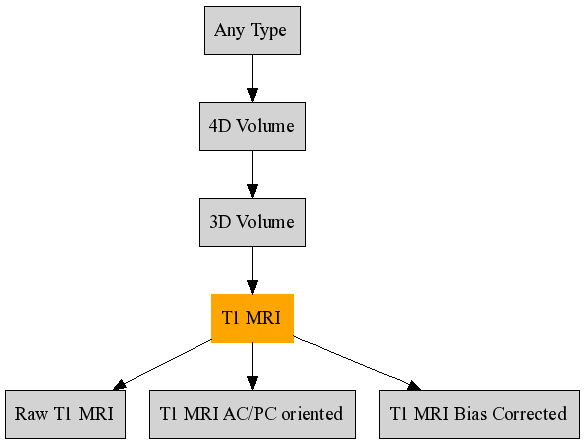 Any Type
4D Volume
3D Volume
T1 MRI
Raw T1 MRI
T1 MRI AC/PC oriented
T1 MRI Bias Corrected